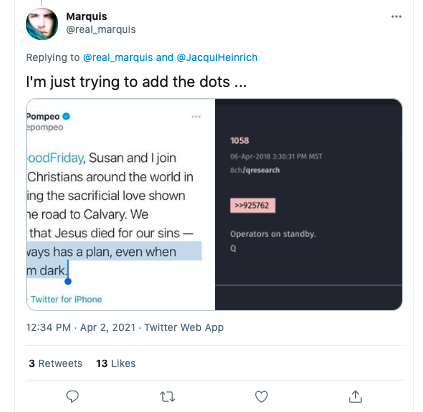 Marquis
@real_marquis
Replying to @real_marquis and @JacquiHeinrich
I'm just trying to add the dots ...
Pompeo
epompeo
oodFriday, Susan and I join
Christians around the world in
ing the sacrificial love shown
he road to Calvary. We
that Jesus died for our sins —
ways has a plan, even when
m dark.
Twitter for iPhone
1058
06-Apr-2018 3:30:31 PM MST
8ch/qresearch
>>925762
Operators on standby.
Q
12:34 PM · Apr 2, 2021 · Twitter Web App
3 Retweets 13 Likes